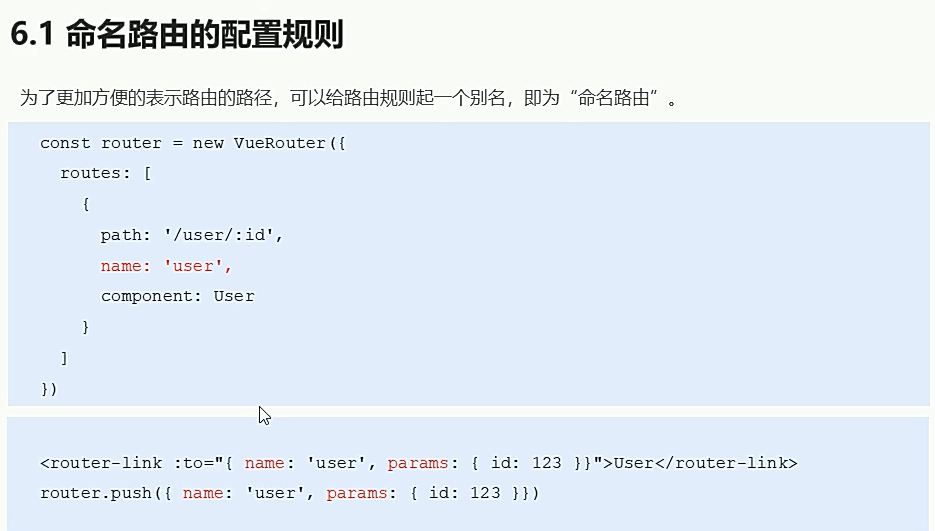 6.1 命名路由的配置规则
为了更加方便的表示路由的路径，可以给路由规则起一个别名，即为“命名路由”。
const router = new VueRouter({
  routes: [
    {
      path: '/user/:id',
      name: 'user',
      component: User
    }
  ]
})
<router-link :to="{ name: 'user', params: { id: 123 }}">User</router-link>
router.push({ name: 'user', params: { id: 123 }})